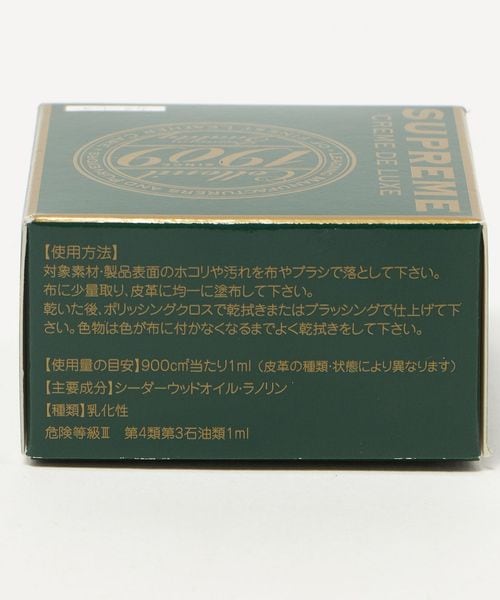 SUPREME
CREME DE LUXE
Collonil
1909
【使用方法】
対象素材・製品表面のホコリや汚れを布やブラシで落として下さい。
布に少量取り、皮革に均一に塗布して下さい。
乾いた後、ポリッシングクロスで乾拭きまたはブラッシングで仕上げて下
さい。色物は色が布に付かなくなるまでよく乾拭きをして下さい。
【使用量の目安】900c㎡当たり1ml（皮革の種類・状態により異なります）
【主要成分】シーダーウッドオイル・ラノリン
【種類】乳化性
危険等級Ⅲ 第4類第3石油類1ml